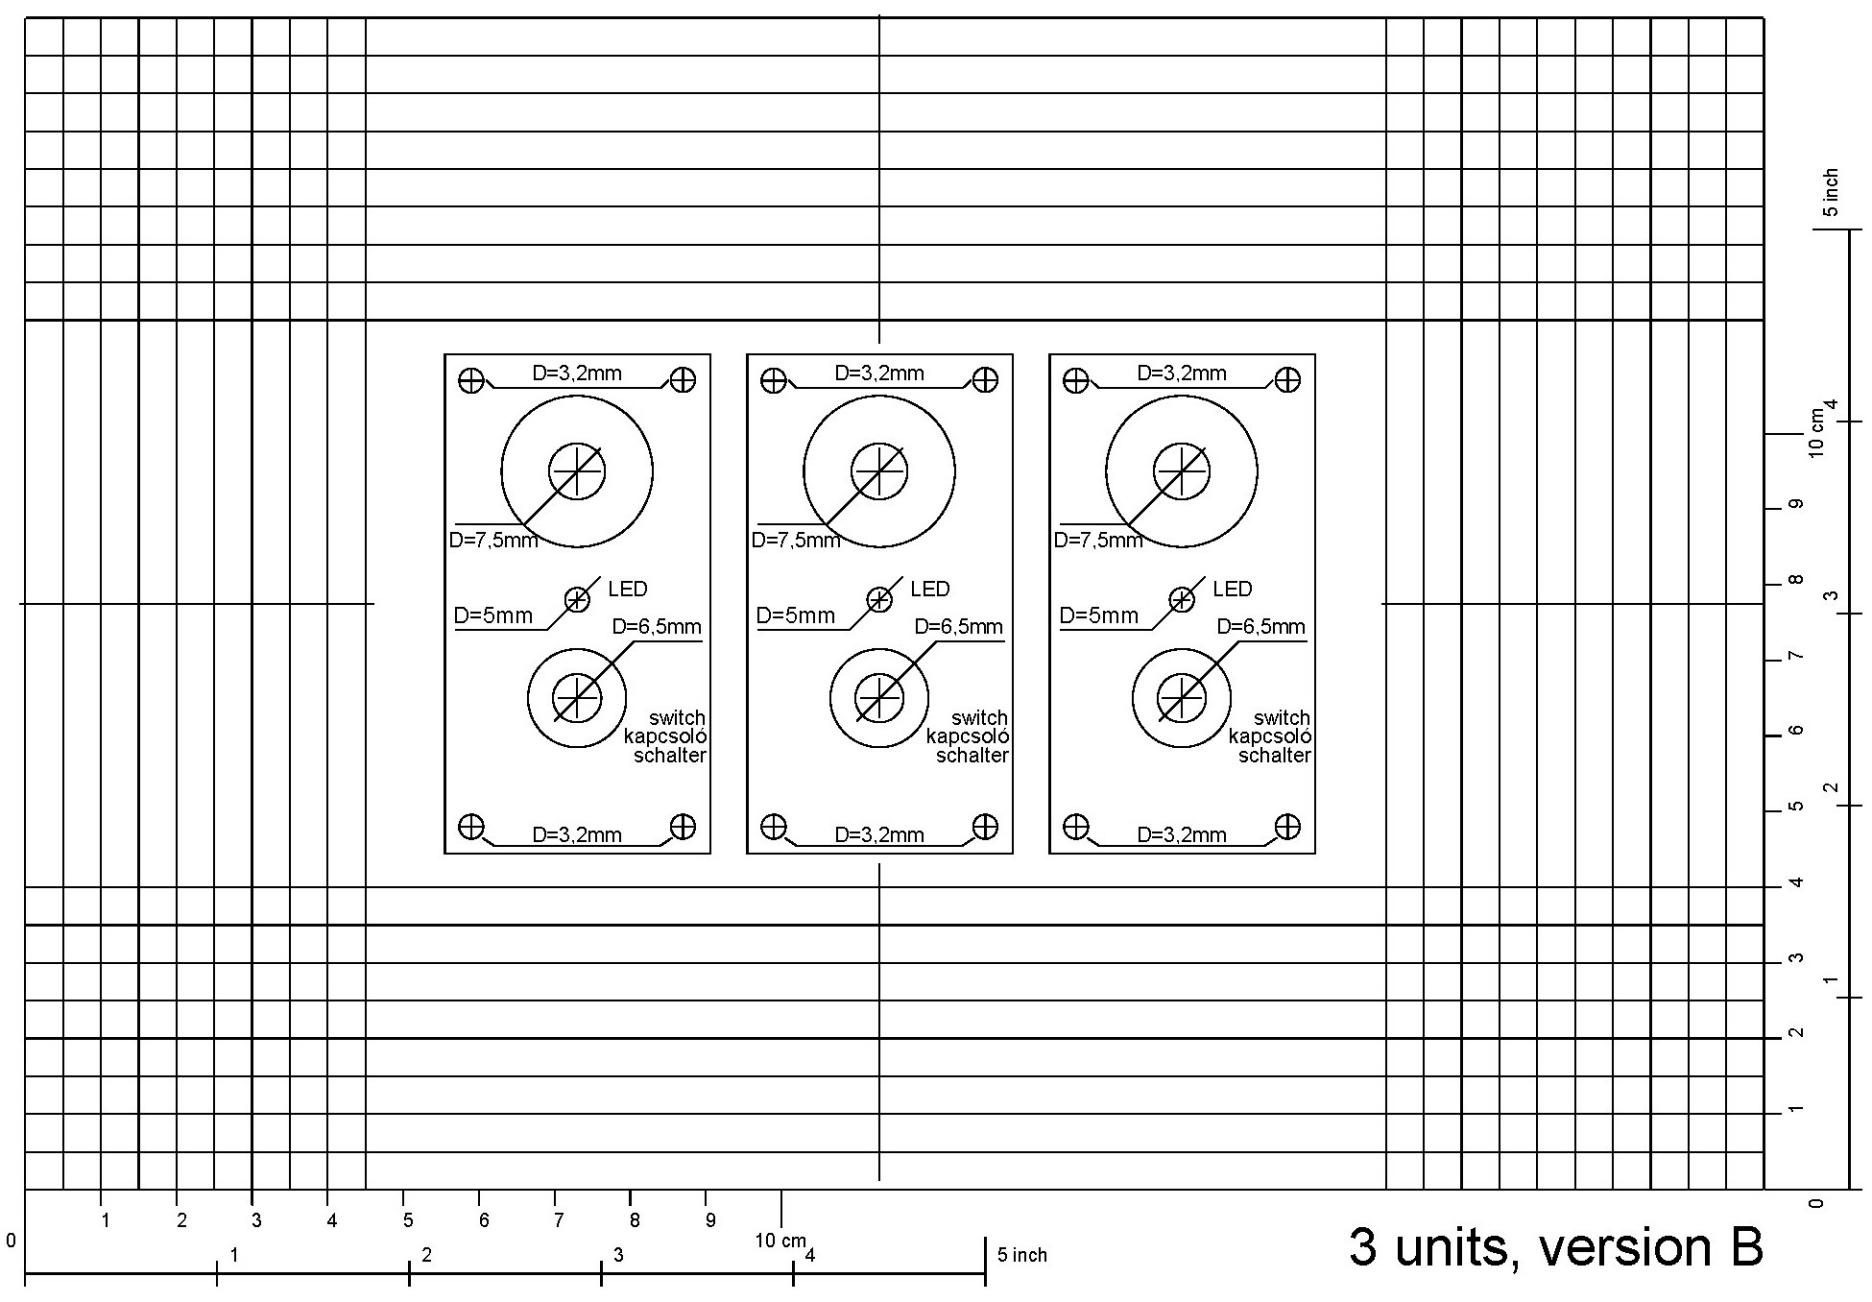 5 inch
D=3,2mm
D=3,2mm
D=3,2mm
4
10 cm
9
D=7,5mm
D=7,5mm
D=7,5mm
8
LED
LED
LED
3
D=5mm
D=5mm
D=5mm
D=6,5mm
D=6,5mm
D=6,5mm
7
switch
kapcsoló
schalter
switch
kapcsoló
schalter
switch
kapcsoló
schalter
6
2
5
D=3,2mm
D=3,2mm
D=3,2mm
4
3
1
2
1
0
1 2 3 4 5 6 7 8 9
0
10 cm
1 2 3 4 5 inch
3 units, version B